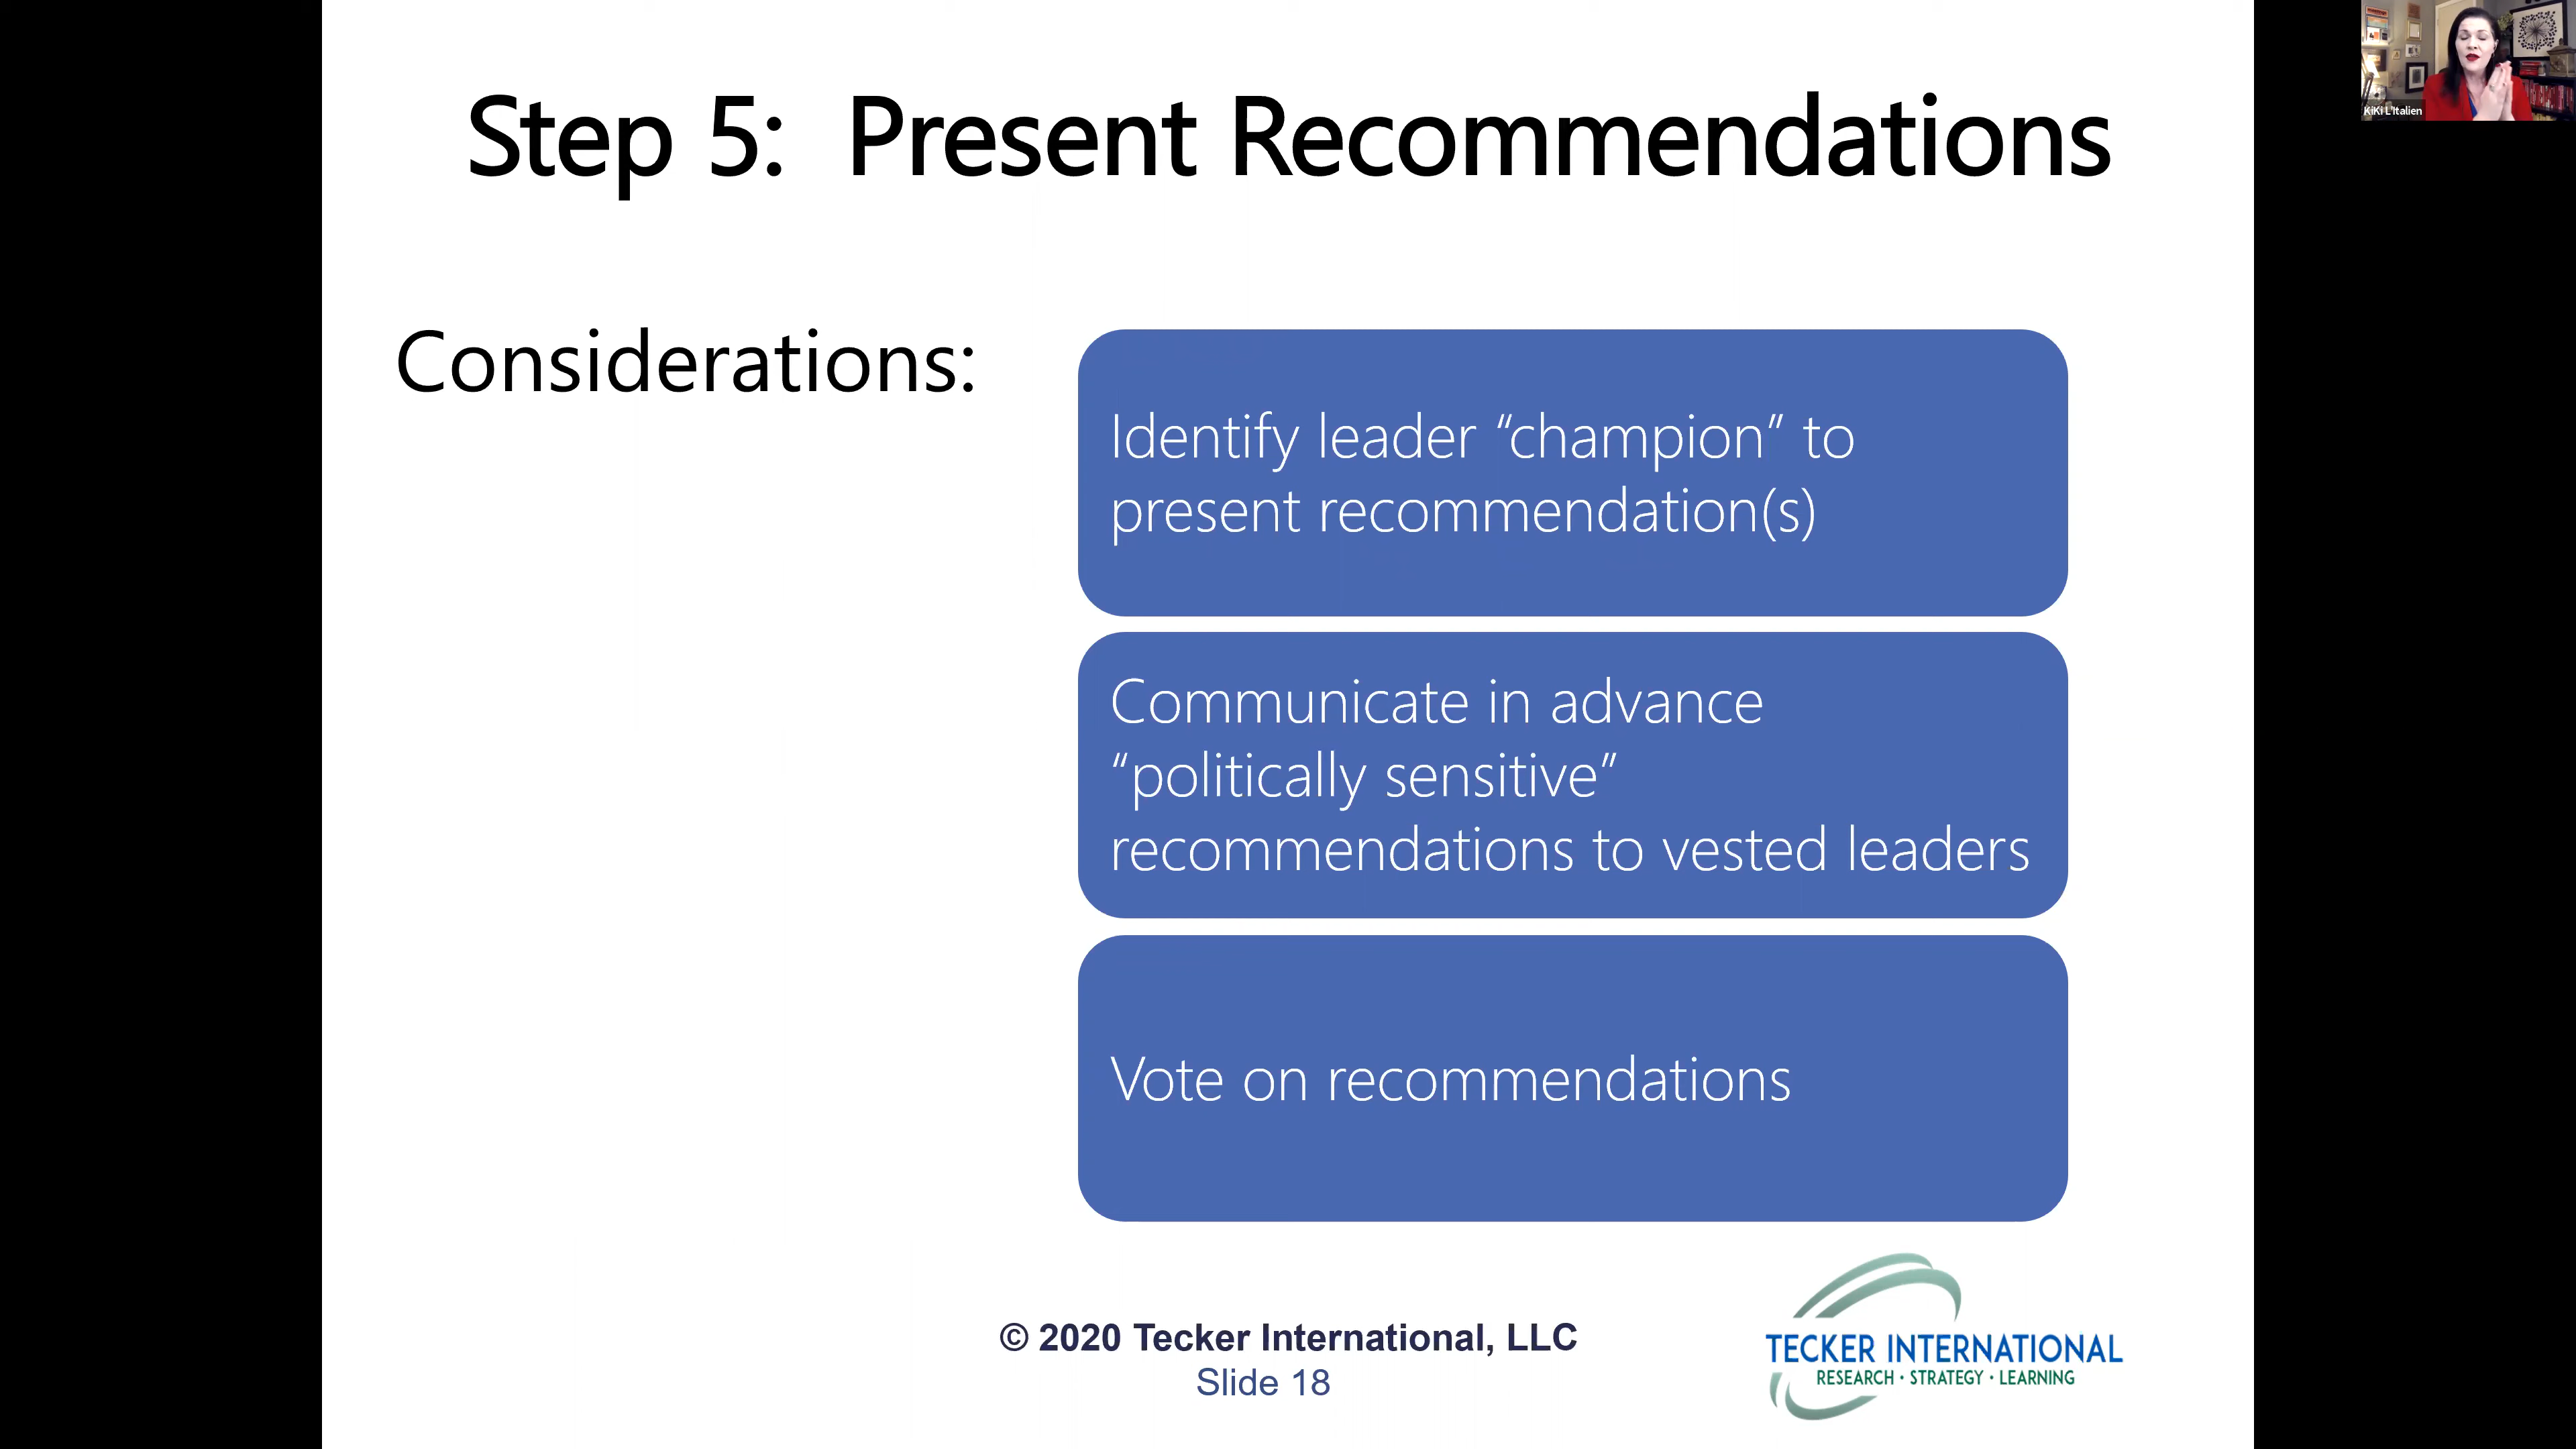 Step 5:  Present Recommendations
KiKi L'Italien
Considerations:
Identify leader “champion” to
present recommendation(s)
Communicate in advance
“politically sensitive”
recommendations to vested leaders
Vote on recommendations
© 2020 Tecker International, LLC
Slide 18
TECKER INTERNATIONAL
RESEARCH · STRATEGY · LEARNING